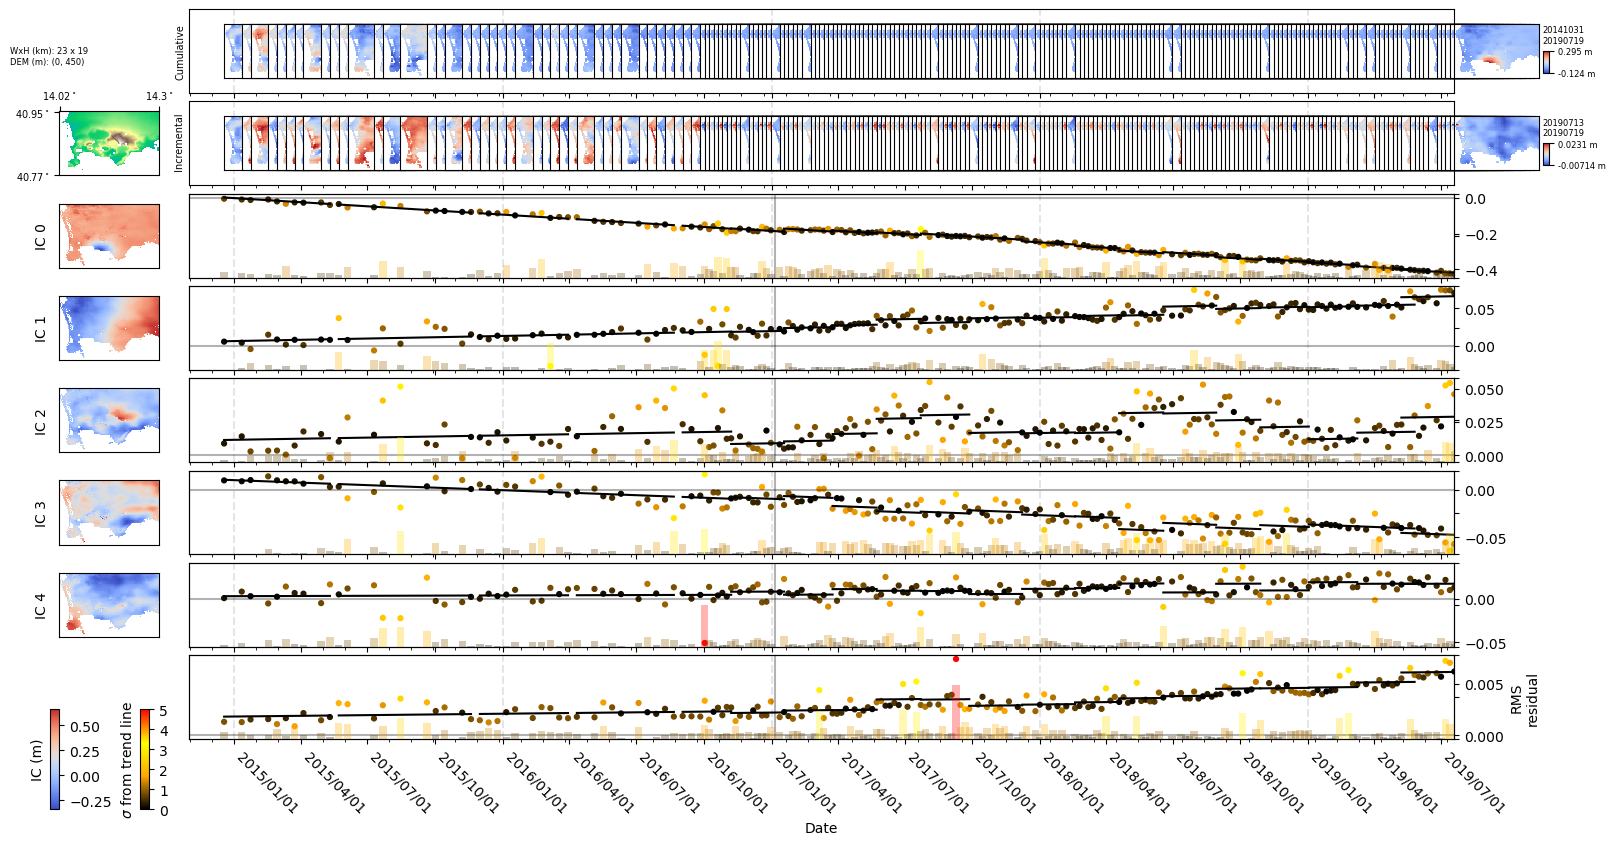 WxH (km): 23 x 19
DEM (m): (0, 450)
Cumulative
20141031
20190719
0.295 m
-0.124 m
14.02° 14.3°
40.95°
40.77°
Incremental
20190713
20190719
0.0231 m
-0.00714 m
IC 0
0.0
−0.2
−0.4
IC 1
0.05
0.00
IC 2
0.050
0.025
0.000
IC 3
0.00
−0.05
IC 4
0.00
−0.05
RMS
residual
0.005
0.000
IC (m)
0.50
0.25
0.00
−0.25
σ from trend line
5
4
3
2
1
0
2015/01/01
2015/04/01
2015/07/01
2015/10/01
2016/01/01
2016/04/01
2016/07/01
2016/10/01
2017/01/01
2017/04/01
2017/07/01
2017/10/01
2018/01/01
2018/04/01
2018/07/01
2018/10/01
2019/01/01
2019/04/01
2019/07/01
Date